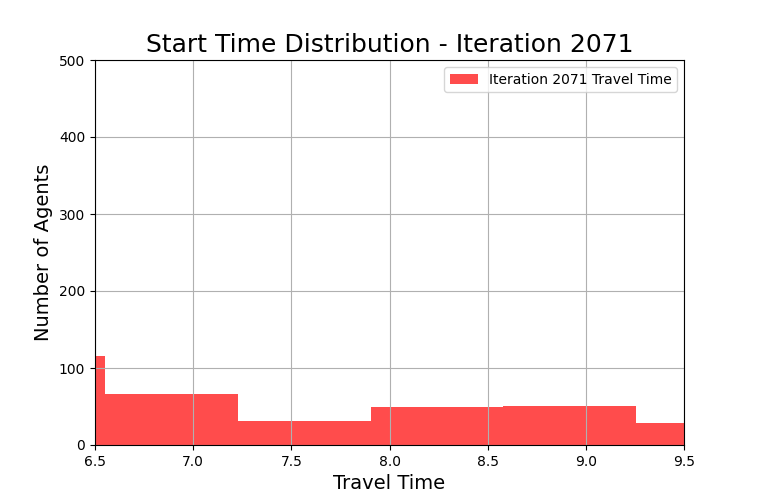 Start Time Distribution - Iteration 2071
Iteration 2071 Travel Time
Number of Agents
500
400
300
200
100
0
6.5 7.0 7.5 8.0 8.5 9.0 9.5
Travel Time